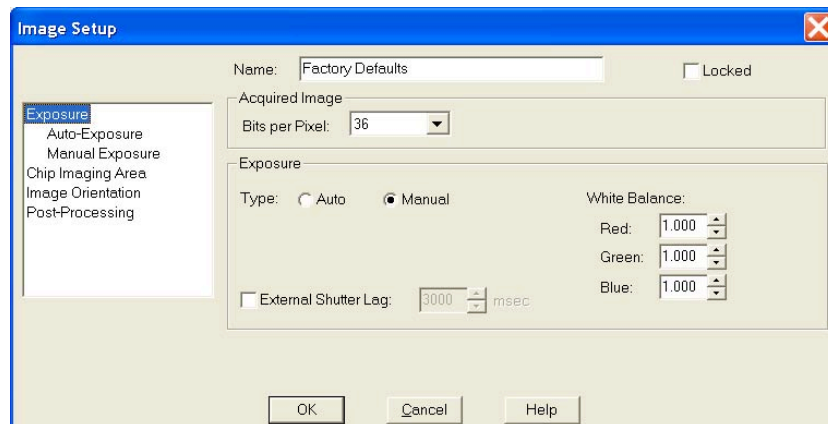 Image Setup
Name: Factory Defaults
Locked
Exposure
Auto-Exposure
Manual Exposure
Chip Imaging Area
Image Orientation
Post-Processing
Acquired Image
Bits per Pixel: 36
Exposure
Type: Auto Manual
White Balance:
Red: 1.000
Green: 1.000
Blue: 1.000
External Shutter Lag: 3000 msec
OK Cancel Help